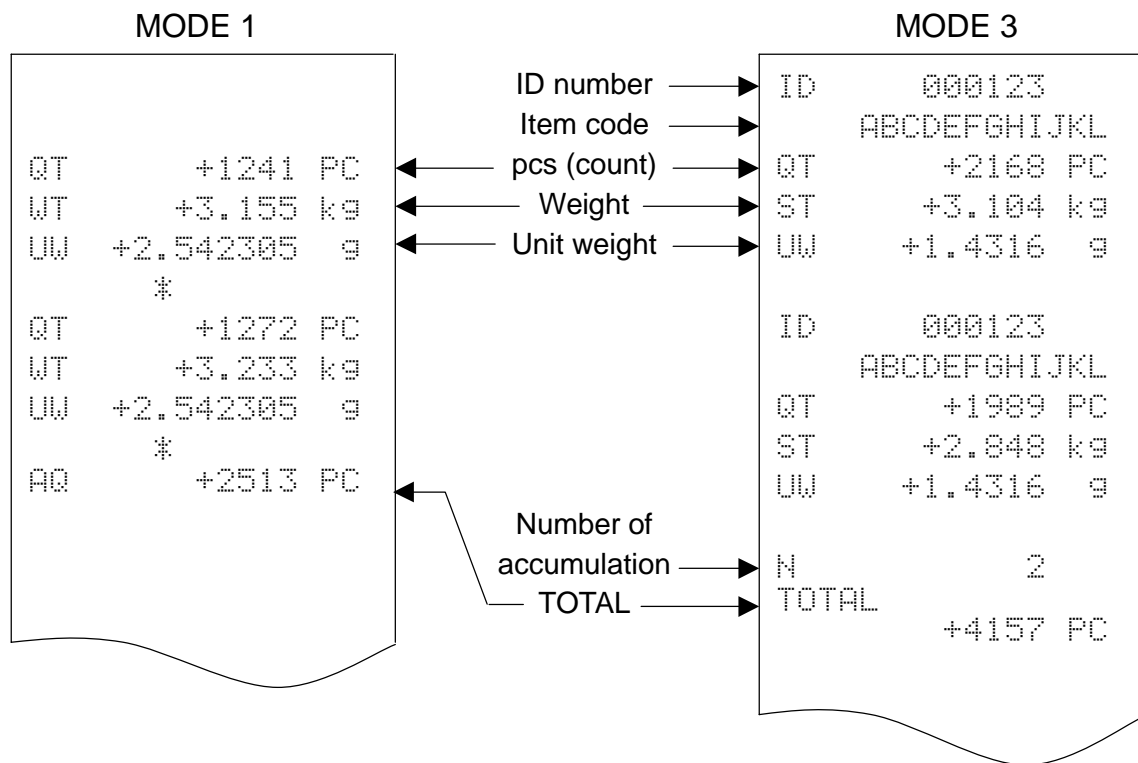 MODE 1
QT +1241 PC
WT +3.155 kg
UW +2.542305 g
*
QT +1272 PC
WT +3.233 kg
UW +2.542305 g
*
AQ +2513 PC
ID number
Item code
pcs (count)
Weight
Unit weight
Number of
accumulation
TOTAL
MODE 3
ID 000123
ABCDEFGHIJKL
QT +2168 PC
ST +3.104 kg
UW +1.4316 g
ID 000123
ABCDEFGHIJKL
QT +1989 PC
ST +2.848 kg
UW +1.4316 g
N 2
TOTAL
+4157 PC